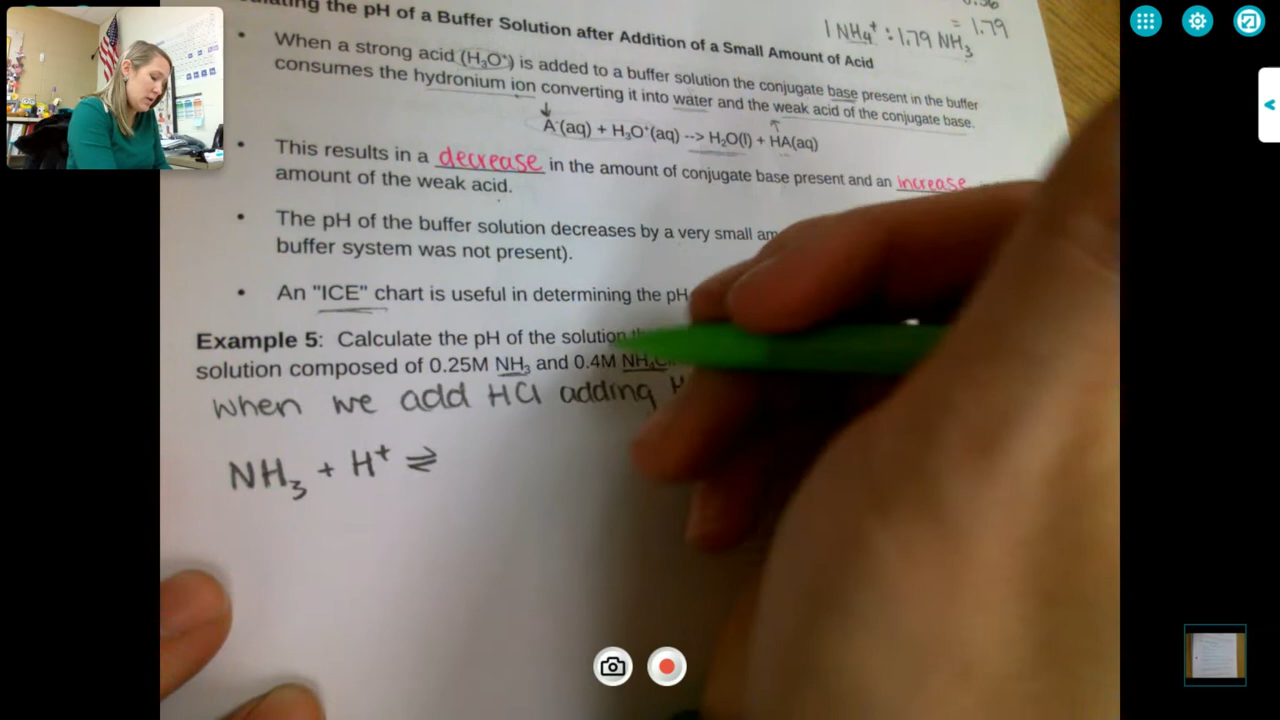 ulating the pH of a Buffer Solution after Addition of a Small Amount of Acid
= 1.79
1 NH₄⁺ : 1.79 NH₃
• When a strong acid (H₃O⁺) is added to a buffer solution the conjugate base present in the buffer
consumes the hydronium ion converting it into water and the weak acid of the conjugate base.
A⁻(aq) + H₃O⁺(aq) --> H₂O(l) + HA(aq)
• This results in a decrease in the amount of conjugate base present and an increase
amount of the weak acid.
• The pH of the buffer solution decreases by a very small am
buffer system was not present).
• An "ICE" chart is useful in determining the pH
Example 5: Calculate the pH of the solution
solution composed of 0.25M NH₃ and 0.4M NH₄C
When we add HCl adding H
NH₃ + H⁺ ⇌